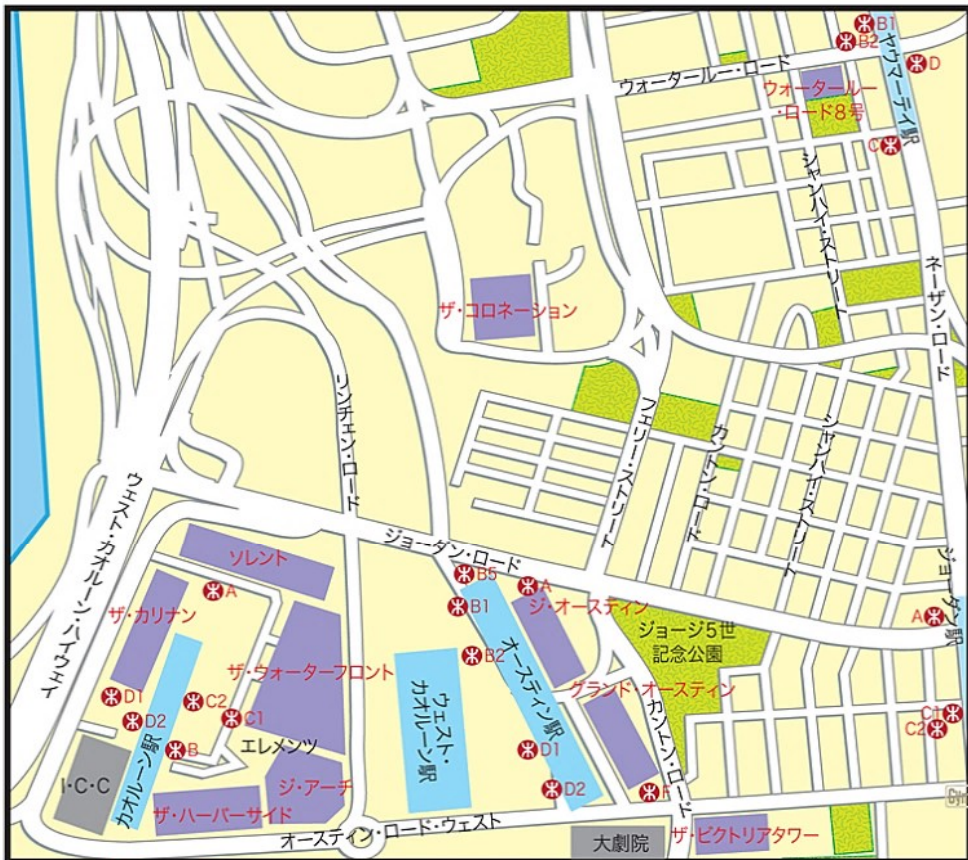 B1
B2
ヤウマーテイ駅
D
ウォータールー・ロード
ウォータールー
・ロード8号
C
シャンハイ・ストリート
ネーザン・ロード
ザ・コロネーション
リンチェン・ロード
フェリー・ストリート
カントン・ロード
シャンハイ・ストリート
ウェスト・カオルーン・ハイウェイ
ジョーダン・ロード
ソレント
A
ザ・カリナン
B5
B1
A
ジ・オースティン
ジョージ5世
記念公園
ジョーダン駅
A
B2
オースティン駅
ザ・ウォーターフロント
グランド・オースティン
ウェスト・
カオルーン駅
カントン・ロード
D1
D2
C2
C1
B
エレメンツ
カオルーン駅
I・C・C
ジ・アーチ
ザ・ハーバーサイド
D1
D2
F
C1
C2
オースティン・ロード・ウェスト
大劇院
ザ・ビクトリアタワー